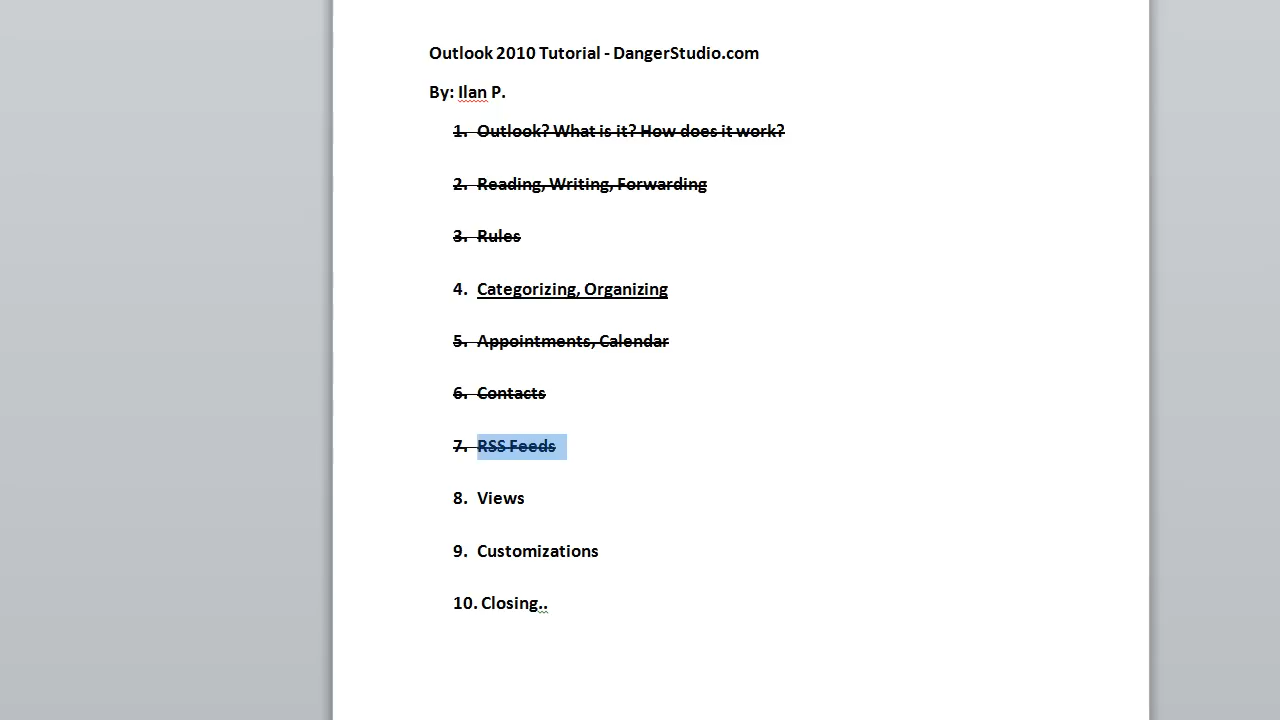 Outlook 2010 Tutorial - DangerStudio.com
By: Ilan P.
1. Outlook? What is it? How does it work?
2. Reading, Writing, Forwarding
3. Rules
4. Categorizing, Organizing
5. Appointments, Calendar
6. Contacts
7. RSS Feeds
8. Views
9. Customizations
10. Closing..